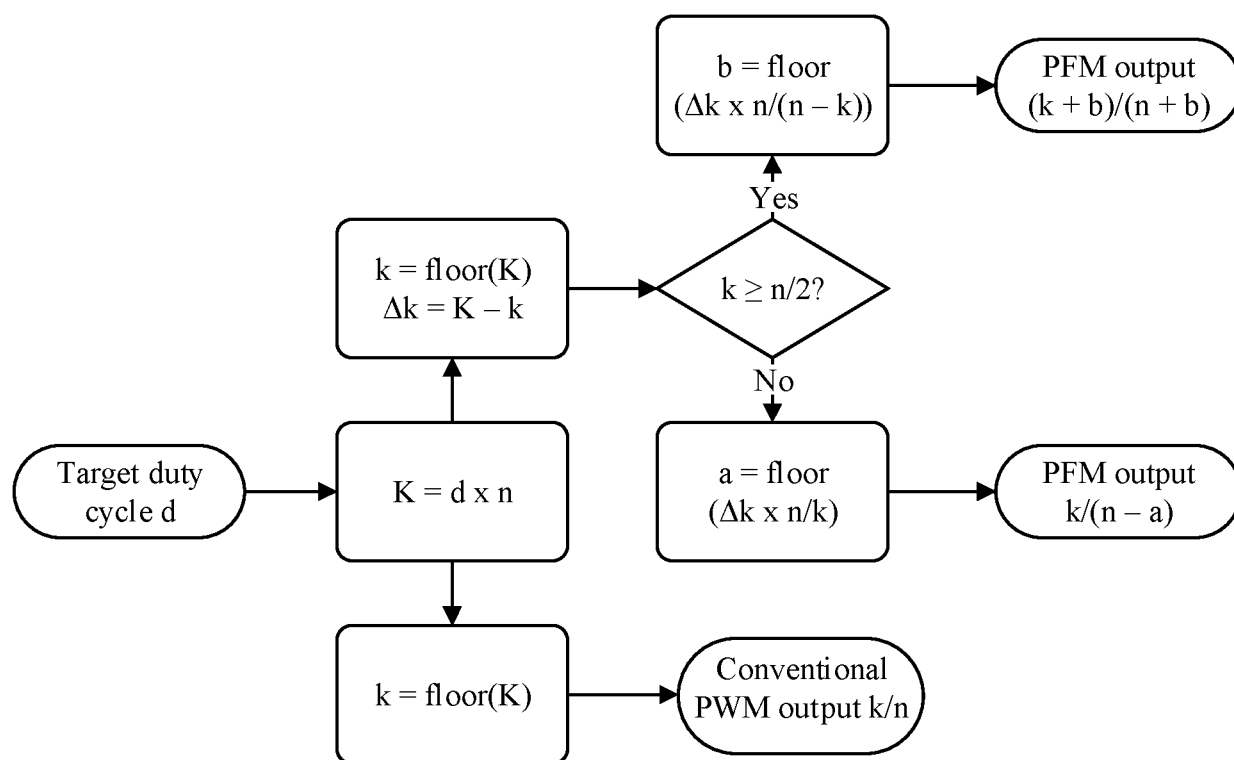 b = floor
(Δk x n/(n – k))
PFM output
(k + b)/(n + b)
Yes
k = floor(K)
Δk = K – k
k ≥ n/2?
No
Target duty
cycle d
K = d x n
a = floor
(Δk x n/k)
PFM output
k/(n – a)
k = floor(K)
Conventional
PWM output k/n